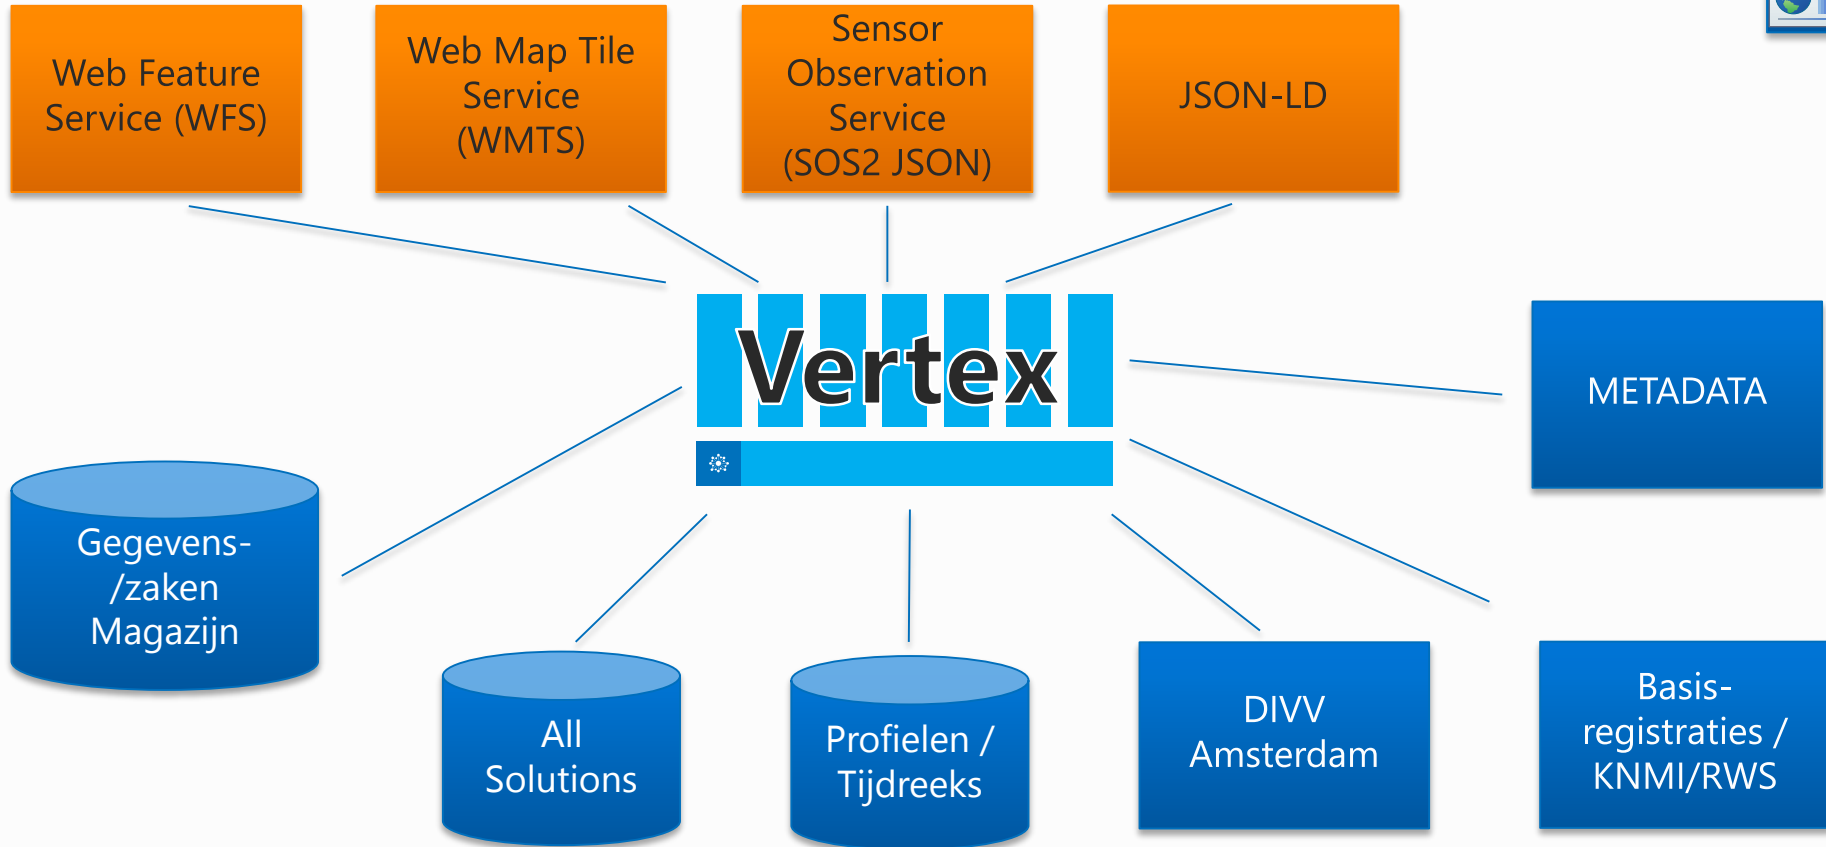 Web Feature
Service (WFS)
Web Map Tile
Service
(WMTS)
Sensor
Observation
Service
(SOS2 JSON)
JSON-LD
Vertex
METADATA
Gegevens-
/zaken
Magazijn
All
Solutions
Profielen /
Tijdreeks
DIVV
Amsterdam
Basis-
registraties /
KNMI/RWS